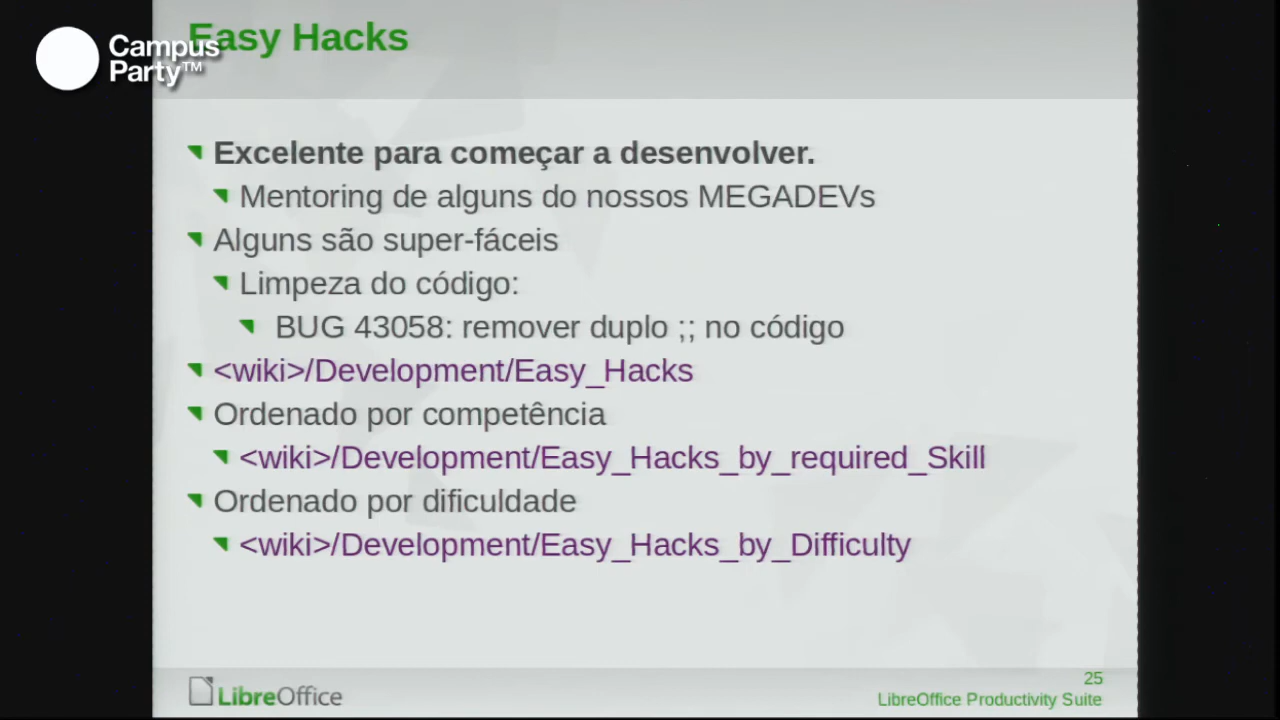 Easy Hacks
Campus
Party™
Excelente para começar a desenvolver.
Mentoring de alguns do nossos MEGADEVs
Alguns são super-fáceis
Limpeza do código:
BUG 43058: remover duplo ;; no código
<wiki>/Development/Easy_Hacks
Ordenado por competência
<wiki>/Development/Easy_Hacks_by_required_Skill
Ordenado por dificuldade
<wiki>/Development/Easy_Hacks_by_Difficulty
LibreOffice
25
LibreOffice Productivity Suite